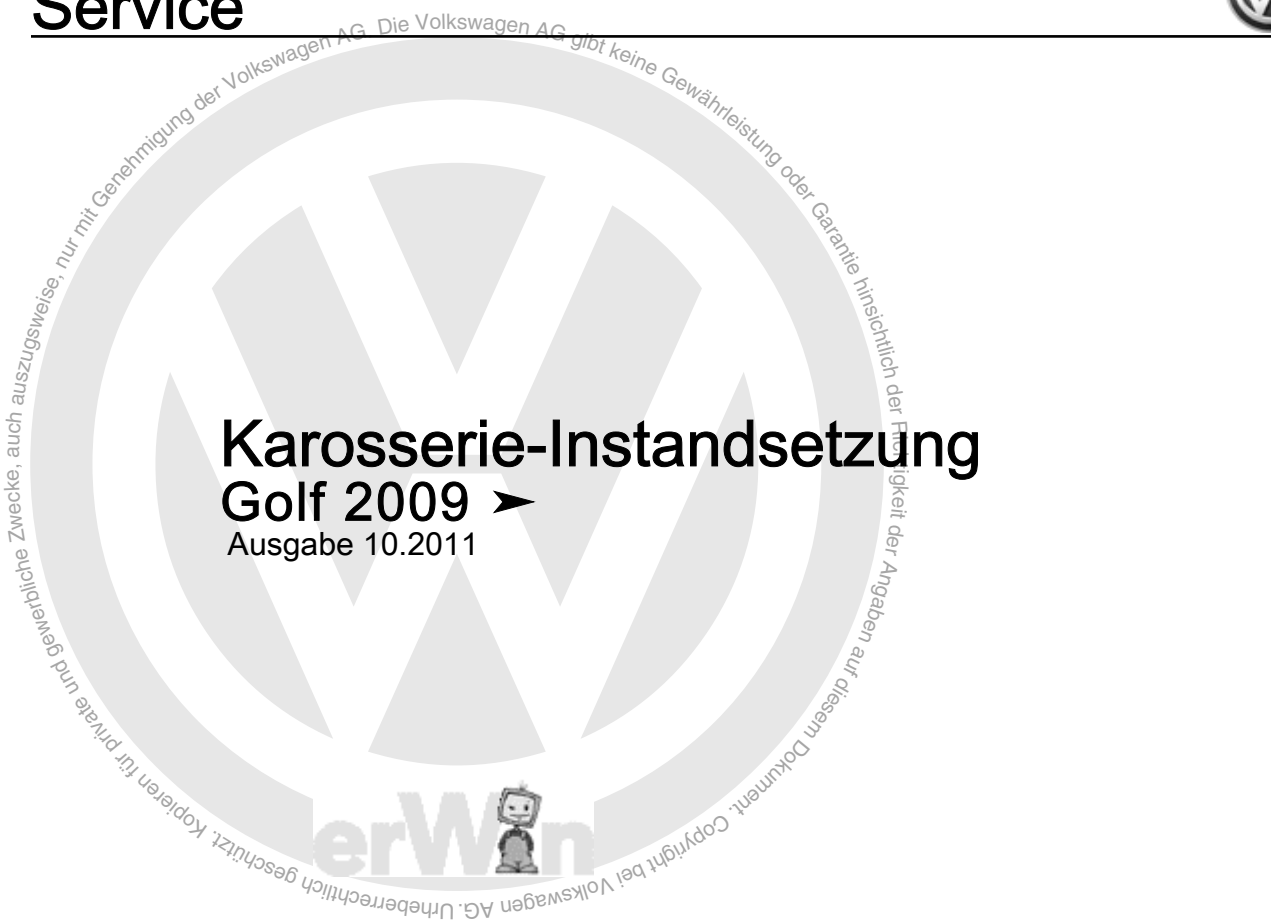 Service
Karosserie-Instandsetzung
Golf 2009 ➤
Ausgabe 10.2011
erWin
Urheberrechtlich geschützt. Kopieren für private und gewerbliche Zwecke, auch auszugsweise, nur mit Genehmigung der Volkswagen AG. Die Volkswagen AG gibt keine Gewährleistung oder Garantie hinsichtlich der Richtigkeit der Angaben auf diesem Dokument. Copyright bei Volkswagen AG.